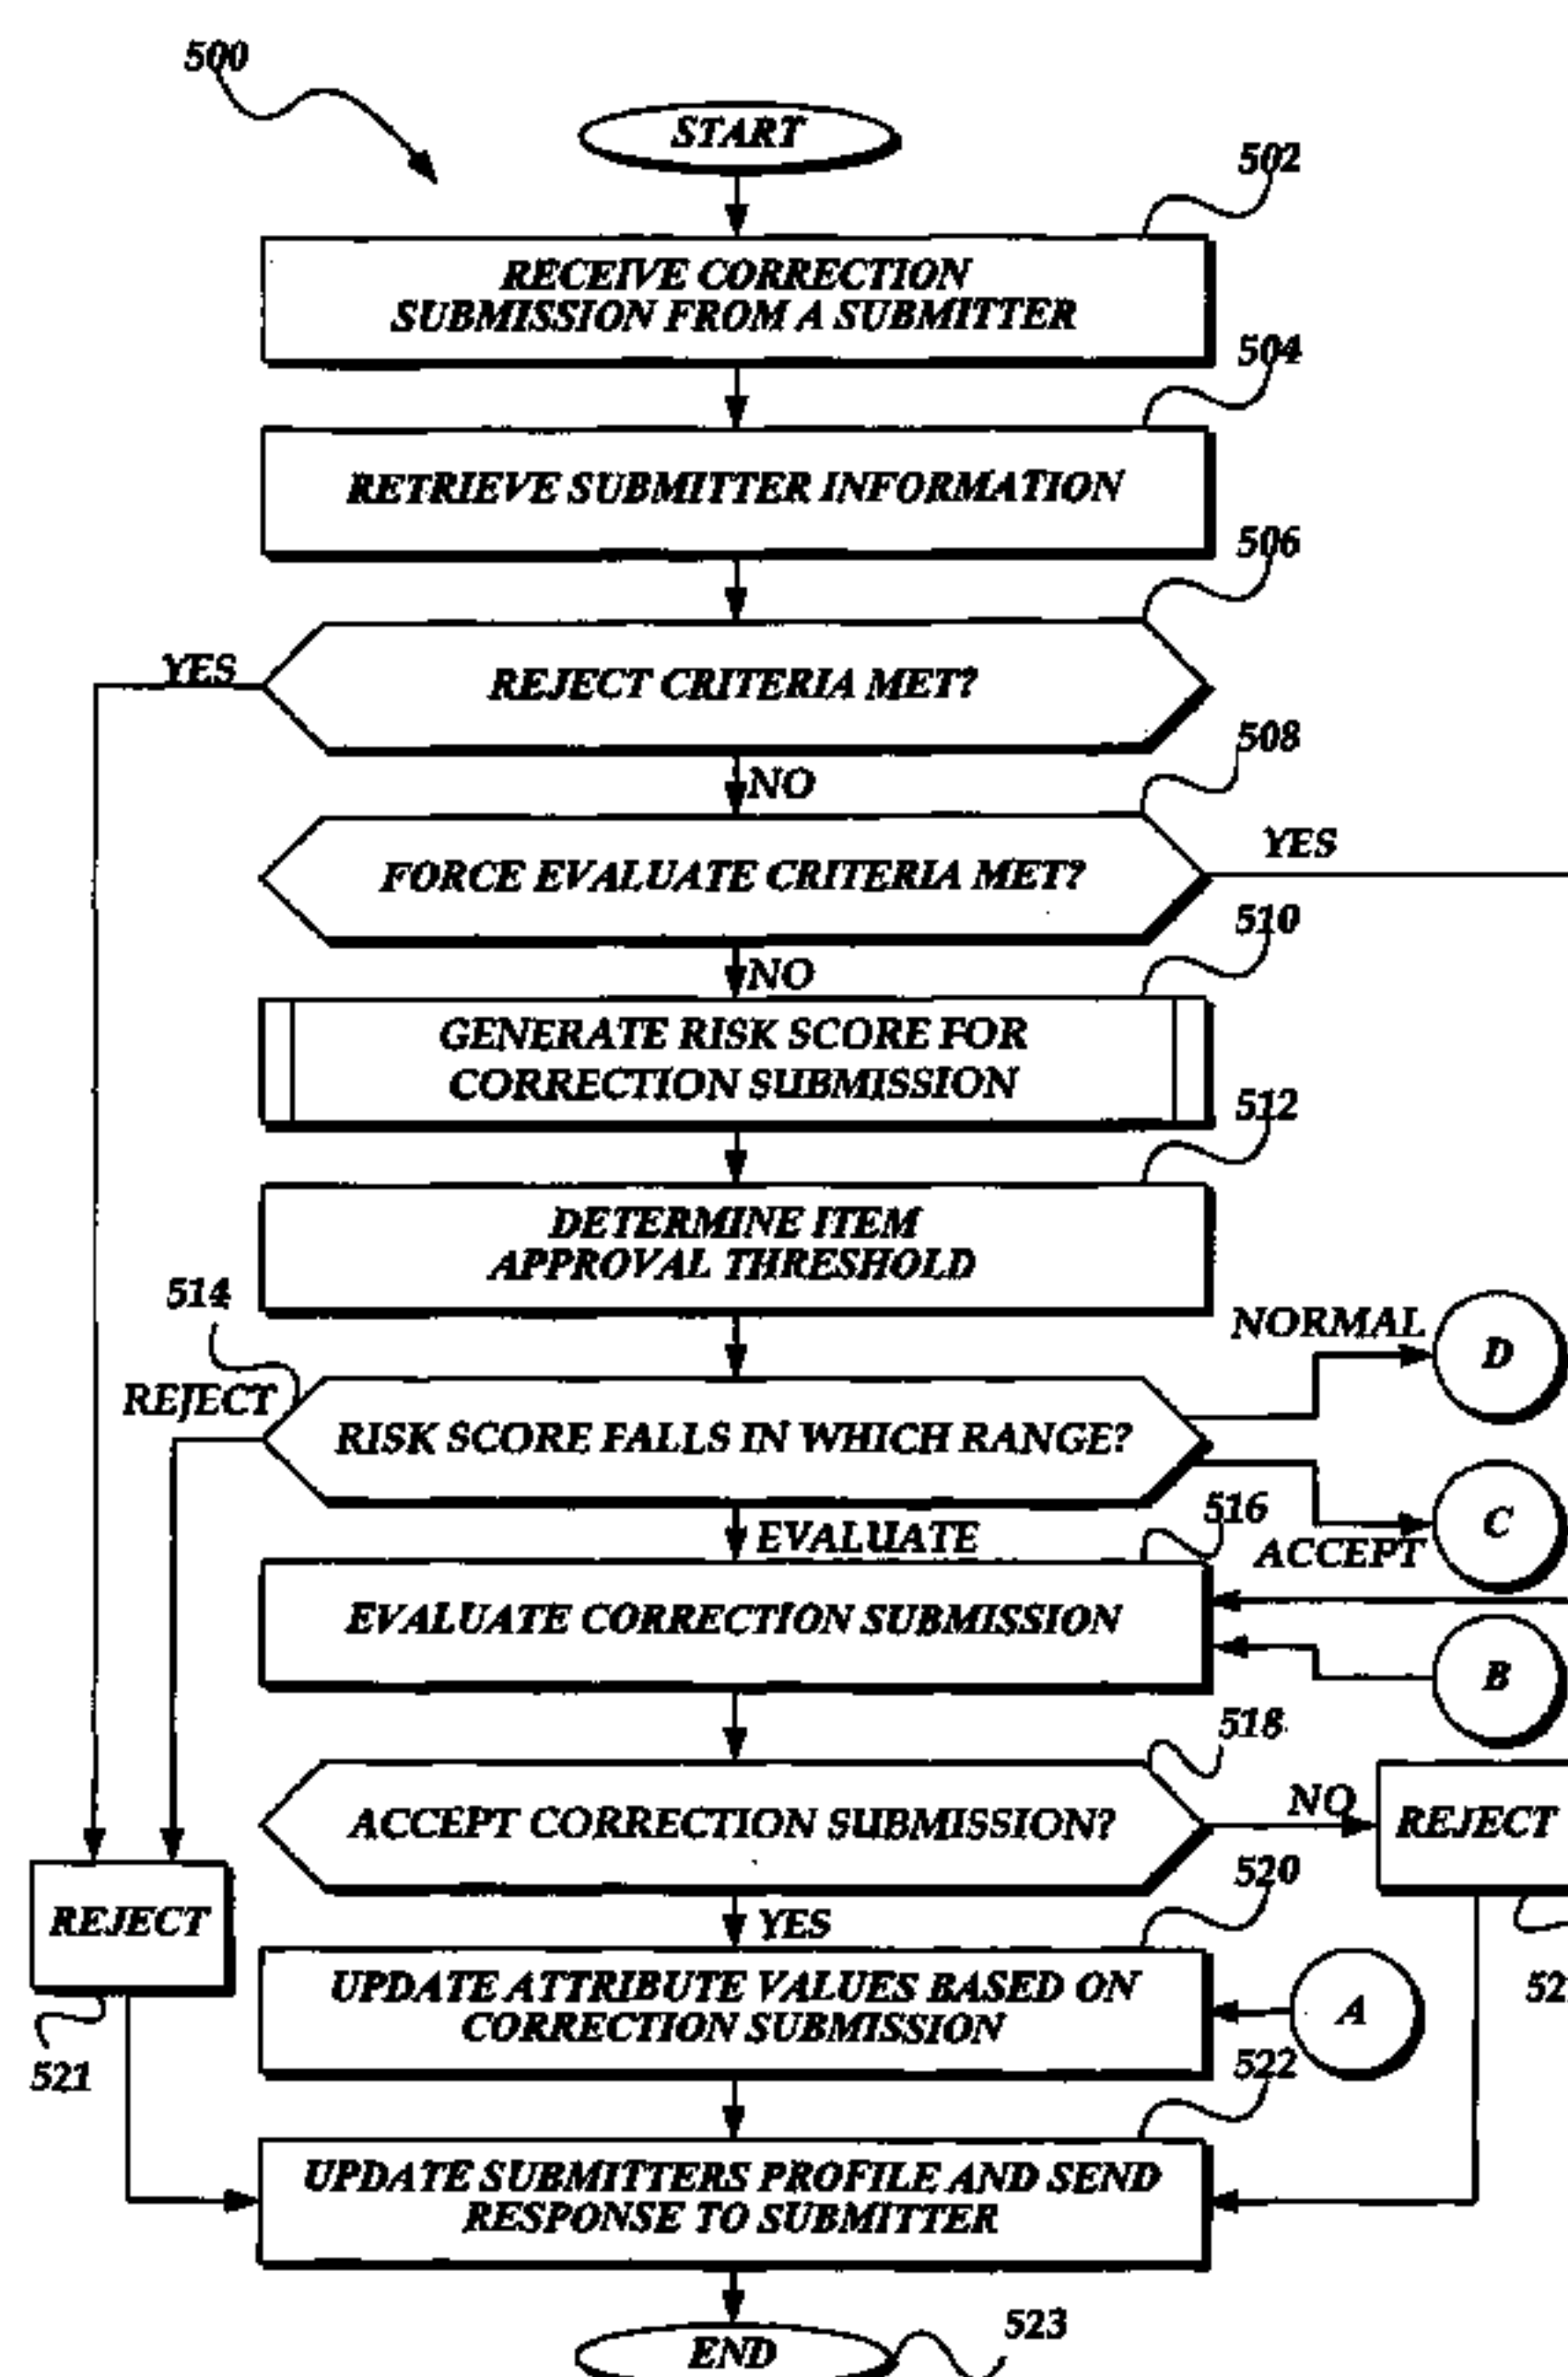 500
START
502
RECEIVE CORRECTION
SUBMISSION FROM A SUBMITTER
504
RETRIEVE SUBMITTER INFORMATION
506
YES
REJECT CRITERIA MET?
508
NO
FORCE EVALUATE CRITERIA MET?
YES
510
NO
GENERATE RISK SCORE FOR
CORRECTION SUBMISSION
512
DETERMINE ITEM
APPROVAL THRESHOLD
514
NORMAL
D
REJECT
RISK SCORE FALLS IN WHICH RANGE?
516
C
EVALUATE
ACCEPT
EVALUATE CORRECTION SUBMISSION
B
518
NO
ACCEPT CORRECTION SUBMISSION?
REJECT
520
REJECT
YES
UPDATE ATTRIBUTE VALUES BASED ON
CORRECTION SUBMISSION
A
52
521
522
UPDATE SUBMITTERS PROFILE AND SEND
RESPONSE TO SUBMITTER
523
END